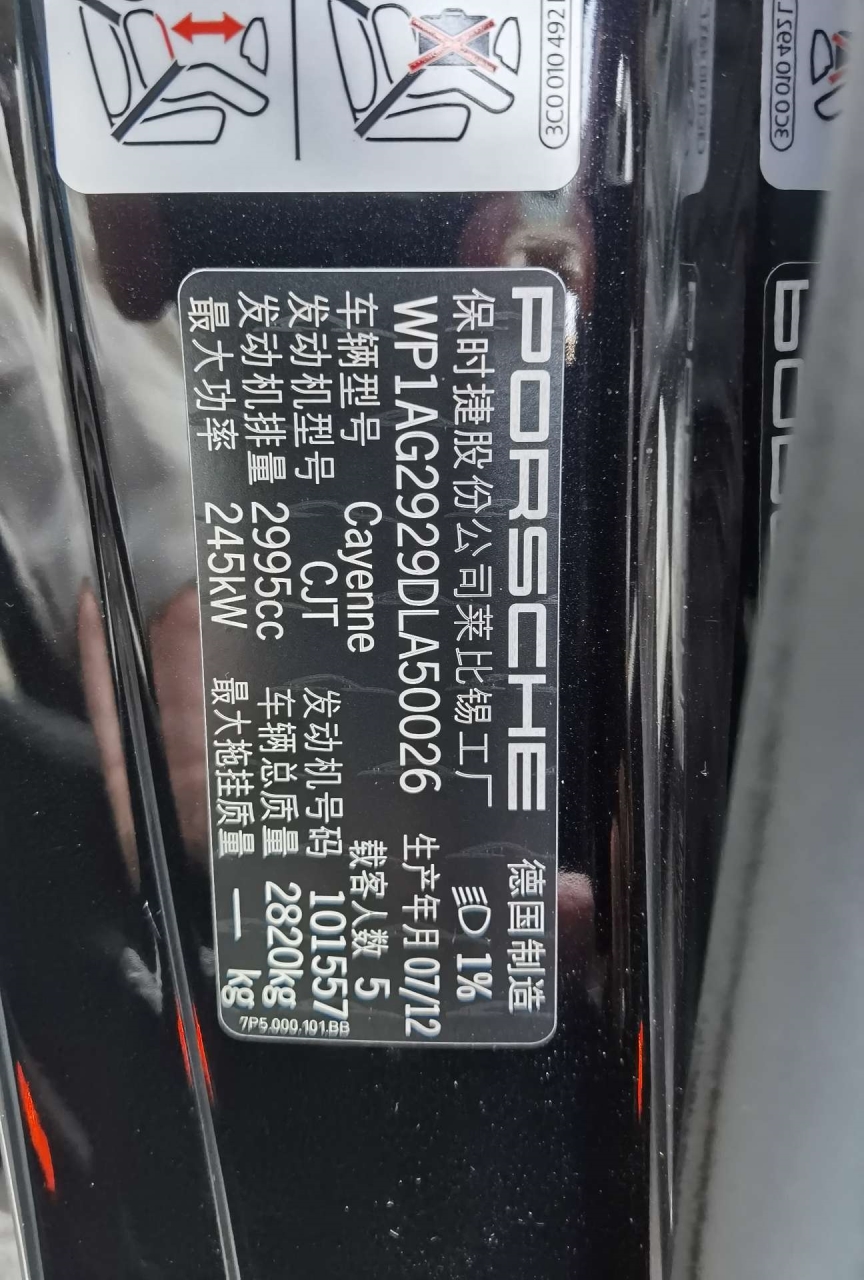 3C0 010 492
PORSCHE 德国制造
保时捷股份公司莱比锡工厂 1%
WP1AG2929DLA50026 生产年月 07/12
车辆型号 Cayenne 载客人数 5
发动机型号 CJT 发动机号码 101557
发动机排量 2995cc 车辆总质量 2820kg
最大功率 245kW 最大拖挂质量 — kg
7P5.000.101.BB